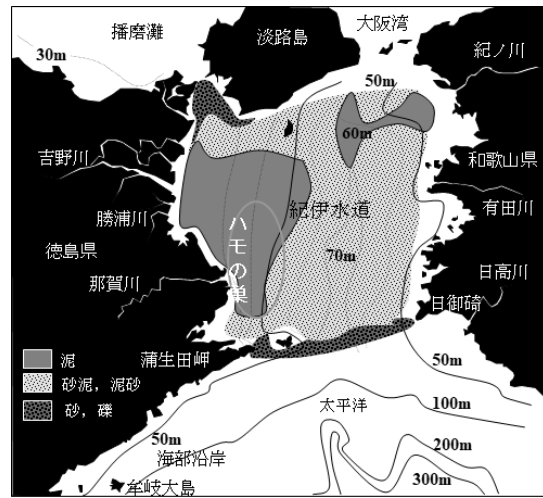 播磨灘
淡路島
大阪湾
紀ノ川
30m
50m
60m
吉野川
和歌山県
紀伊水道
有田川
勝浦川
ハモの巣
徳島県
70m
日高川
那賀川
日御碕
泥
蒲生田岬
50m
砂泥，泥砂
100m
太平洋
砂，礫
50m
200m
海部沿岸
300m
牟岐大島